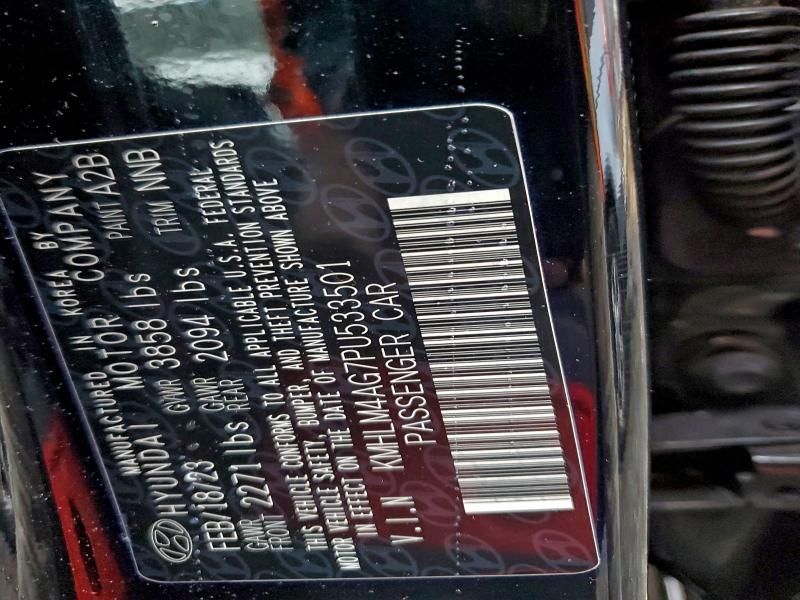 MANUFACTURED IN KOREA BY
HYUNDAI MOTOR COMPANY
FEB/18/23 GVWR 3858 lbs PAINT A2B
GAWR FRONT 2271 lbs GAWR REAR 2094 lbs TRIM NNB
THIS VEHICLE CONFORMS TO ALL APPLICABLE U.S.A. FEDERAL
MOTOR VEHICLE SAFETY, BUMPER, AND THEFT PREVENTION STANDARDS
IN EFFECT ON THE DATE OF MANUFACTURE SHOWN ABOVE
V.I.N KMHLM4AG7PU533501
PASSENGER CAR